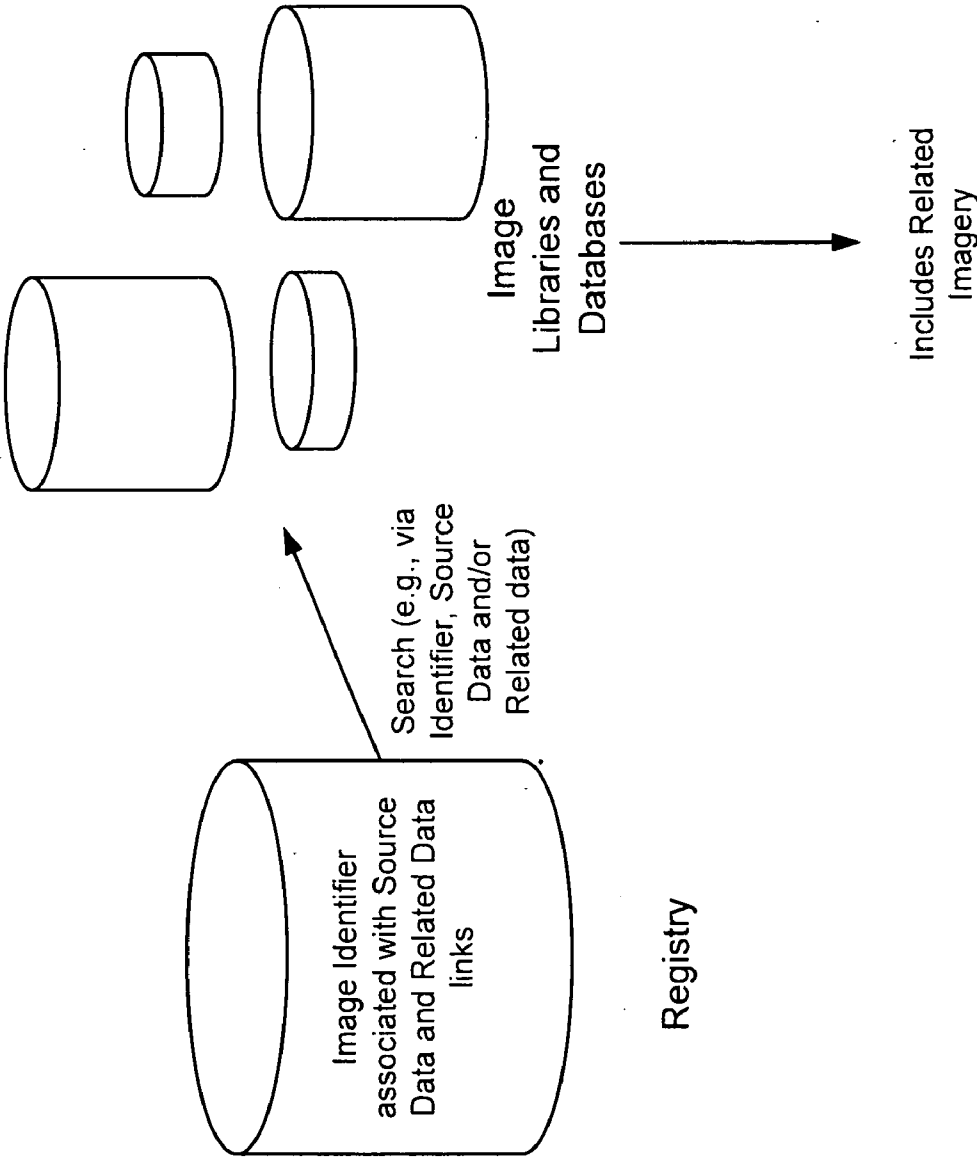 Image Identifier
associated with Source
Data and Related Data
links
Registry
Search (e.g., via
Identifier, Source
Data and/or
Related data)
Image
Libraries and
Databases
Includes Related
Imagery